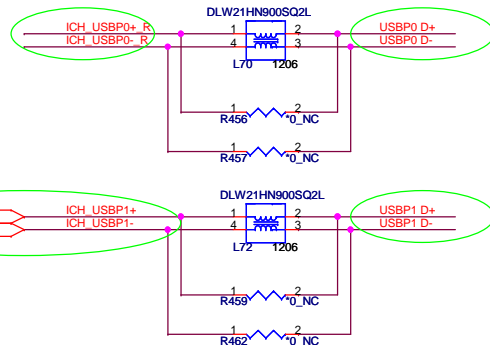 DLW21HN900SQ2L
ICH_USBP0+_R 1 2 USBP0 D+
ICH_USBP0-_R 4 3 USBP0 D-
L70 1206
1 2
R456 *0_NC
1 2
R457 *0_NC
DLW21HN900SQ2L
ICH_USBP1+ 1 2 USBP1 D+
ICH_USBP1- 4 3 USBP1 D-
L72 1206
1 2
R459 *0_NC
1 2
R462 *0_NC